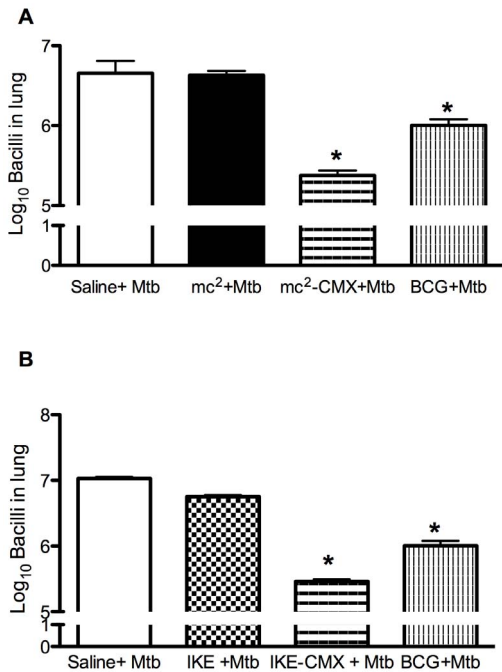 A
Log10 Bacilli in lung
7
6
5
1
0
*
*
Saline+ Mtb
mc²+Mtb
mc²-CMX+Mtb
BCG+Mtb
B
Log10 Bacilli in lung
8
7
6
5
1
0
*
*
Saline+ Mtb
IKE +Mtb
IKE-CMX + Mtb
BCG+Mtb